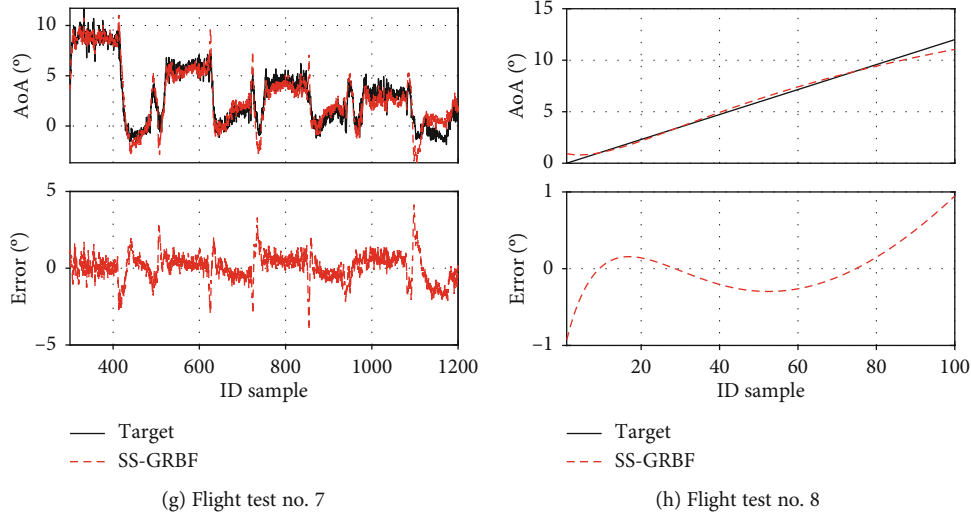 10
5
0
AoA (°)
5
0
−5
Error (°)
400 600 800 1000 1200
ID sample
Target
SS-GRBF
(g) Flight test no. 7
15
10
5
0
AoA (°)
1
0
−1
Error (°)
20 40 60 80 100
ID sample
Target
SS-GRBF
(h) Flight test no. 8